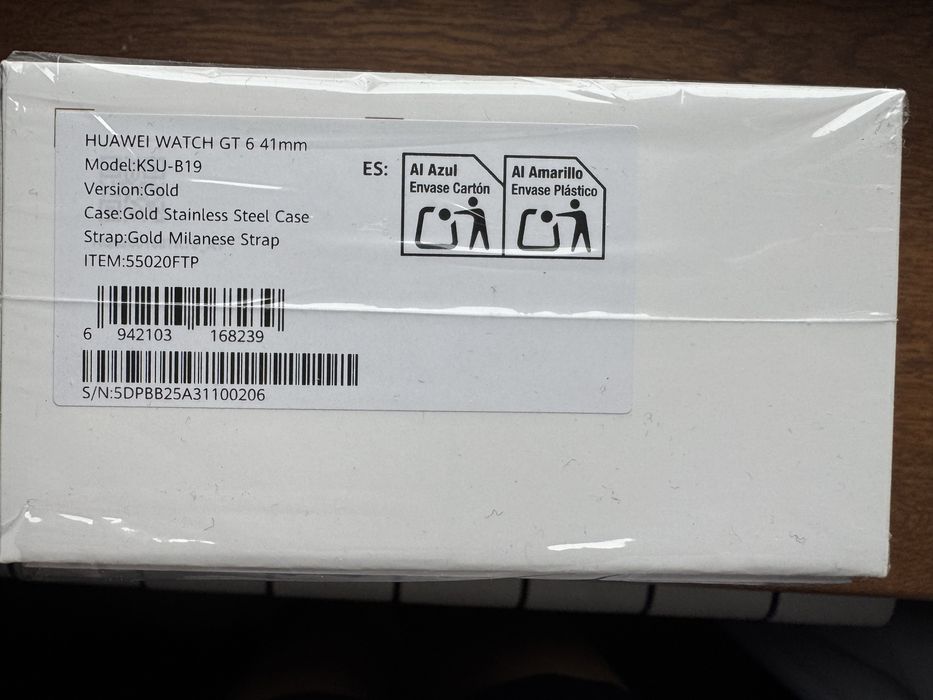 HUAWEI WATCH GT 6 41mm
Model:KSU-B19
Version:Gold
Case:Gold Stainless Steel Case
Strap:Gold Milanese Strap
ITEM:55020FTP
6 942103 168239
S/N:5DPBB25A31100206
ES:
Al Azul
Envase Cartón
Al Amarillo
Envase Plástico